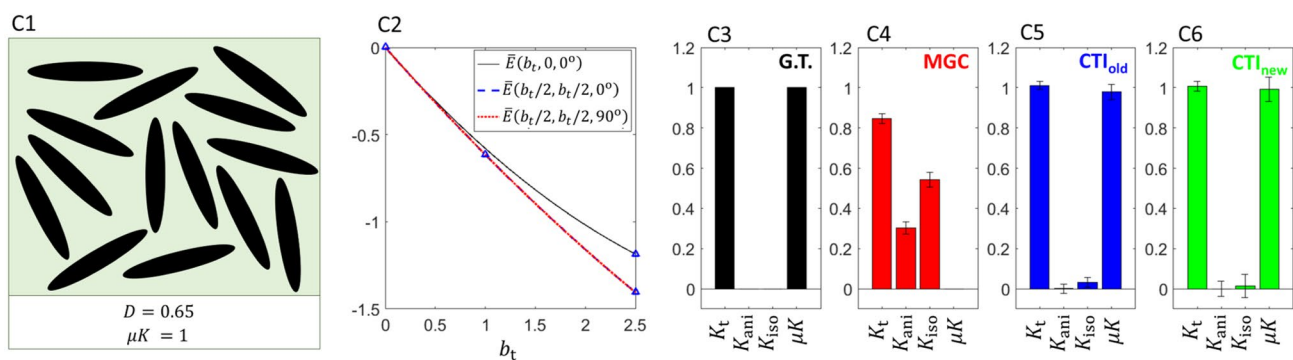 C1
D = 0.65
μK = 1
C2
0
-0.5
-1
-1.5
0
0.5
1
1.5
2
2.5
b_t
Ē(b_t, 0, 0°)
Ē(b_t/2, b_t/2, 0°)
Ē(b_t/2, b_t/2, 90°)
C3
G.T.
1.2
1
0.8
0.6
0.4
0.2
0
K_t
K_ani
K_iso
μK
C4
MGC
1.2
1
0.8
0.6
0.4
0.2
0
K_t
K_ani
K_iso
μK
C5
CTI_old
1.2
1
0.8
0.6
0.4
0.2
0
K_t
K_ani
K_iso
μK
C6
CTI_new
1.2
1
0.8
0.6
0.4
0.2
0
K_t
K_ani
K_iso
μK